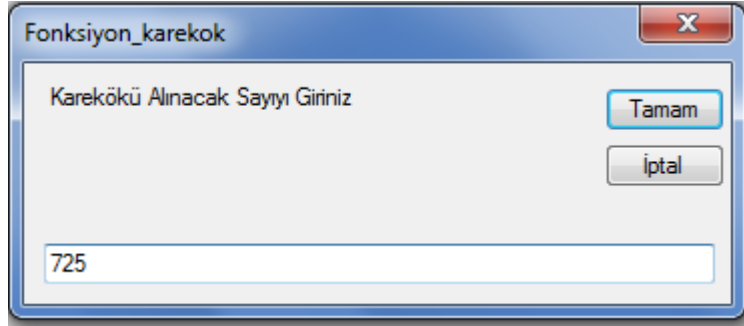 Fonksiyon_karekok
Karekökü Alınacak Sayıyı Giriniz
Tamam
İptal
725